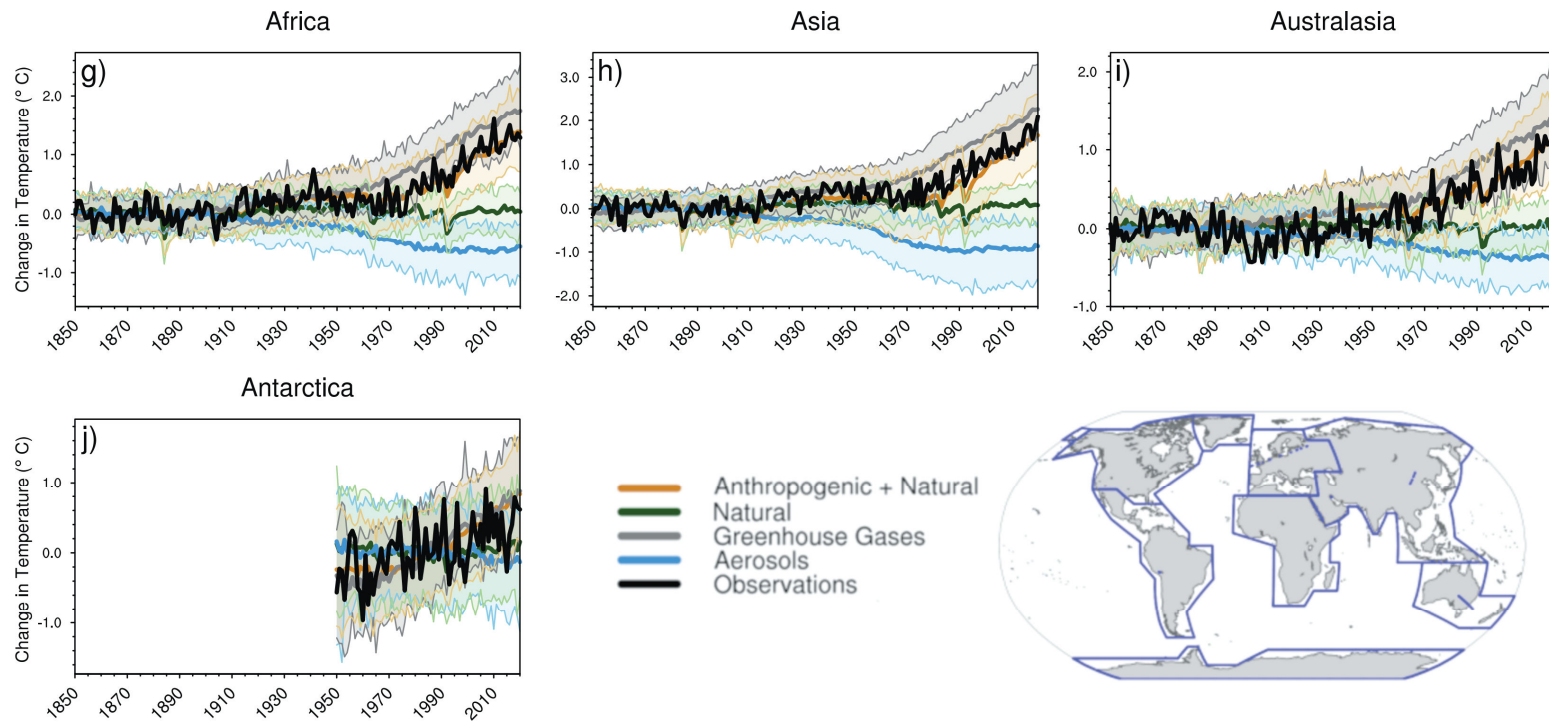 Africa
Asia
Australasia
g)
h)
i)
Change in Temperature (° C)
2.0
1.0
0.0
-1.0
3.0
2.0
1.0
0.0
-1.0
-2.0
2.0
1.0
0.0
-1.0
1850 1870 1890 1910 1930 1950 1970 1990 2010
1850 1870 1890 1910 1930 1950 1970 1990 2010
1850 1870 1890 1910 1930 1950 1970 1990 2010
Antarctica
j)
Change in Temperature (° C)
1.0
0.0
-1.0
1850 1870 1890 1910 1930 1950 1970 1990 2010
Anthropogenic + Natural
Natural
Greenhouse Gases
Aerosols
Observations